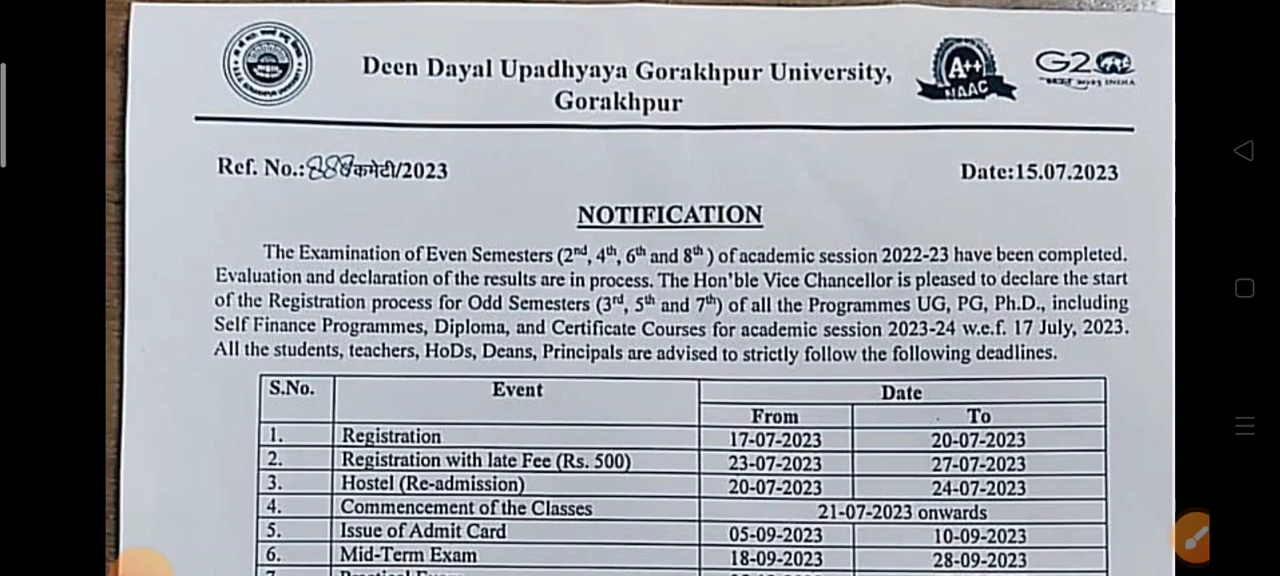 Deen Dayal Upadhyaya Gorakhpur University,
Gorakhpur
A++
NAAC
G20
Ref. No.: कमेटी/2023
Date:15.07.2023
NOTIFICATION
The Examination of Even Semesters (2nd, 4th, 6th and 8th ) of academic session 2022-23 have been completed.
Evaluation and declaration of the results are in process. The Hon'ble Vice Chancellor is pleased to declare the start
of the Registration process for Odd Semesters (3rd, 5th and 7th) of all the Programmes UG, PG, Ph.D., including
Self Finance Programmes, Diploma, and Certificate Courses for academic session 2023-24 w.e.f. 17 July, 2023.
All the students, teachers, HoDs, Deans, Principals are advised to strictly follow the following deadlines.
S.No. Event Date
From To
1. Registration 17-07-2023 20-07-2023
2. Registration with late Fee (Rs. 500) 23-07-2023 27-07-2023
3. Hostel (Re-admission) 20-07-2023 24-07-2023
4. Commencement of the Classes 21-07-2023 onwards
5. Issue of Admit Card 05-09-2023 10-09-2023
6. Mid-Term Exam 18-09-2023 28-09-2023